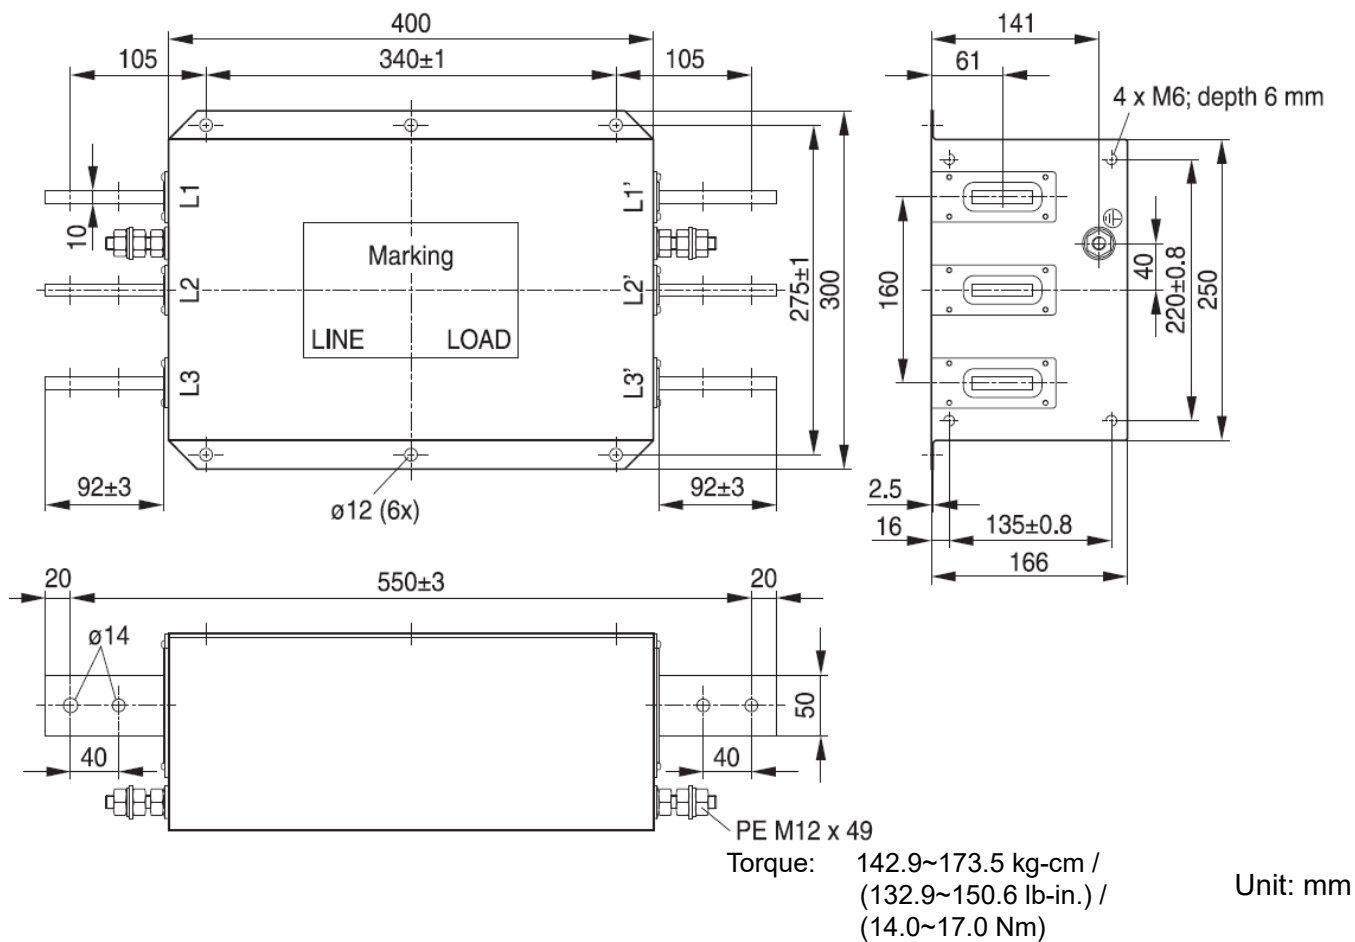 400
105
340±1
105
L1
L1'
10
Marking
L2
L2'
LINE
LOAD
L3
L3'
275±1
300
92±3
ø12 (6x)
92±3
141
61
4 x M6; depth 6 mm
160
40
220±0.8
250
2.5
16
135±0.8
166
20
550±3
20
ø14
50
40
40
PE M12 x 49
Torque: 142.9~173.5 kg-cm /
(132.9~150.6 lb-in.) /
(14.0~17.0 Nm)
Unit: mm